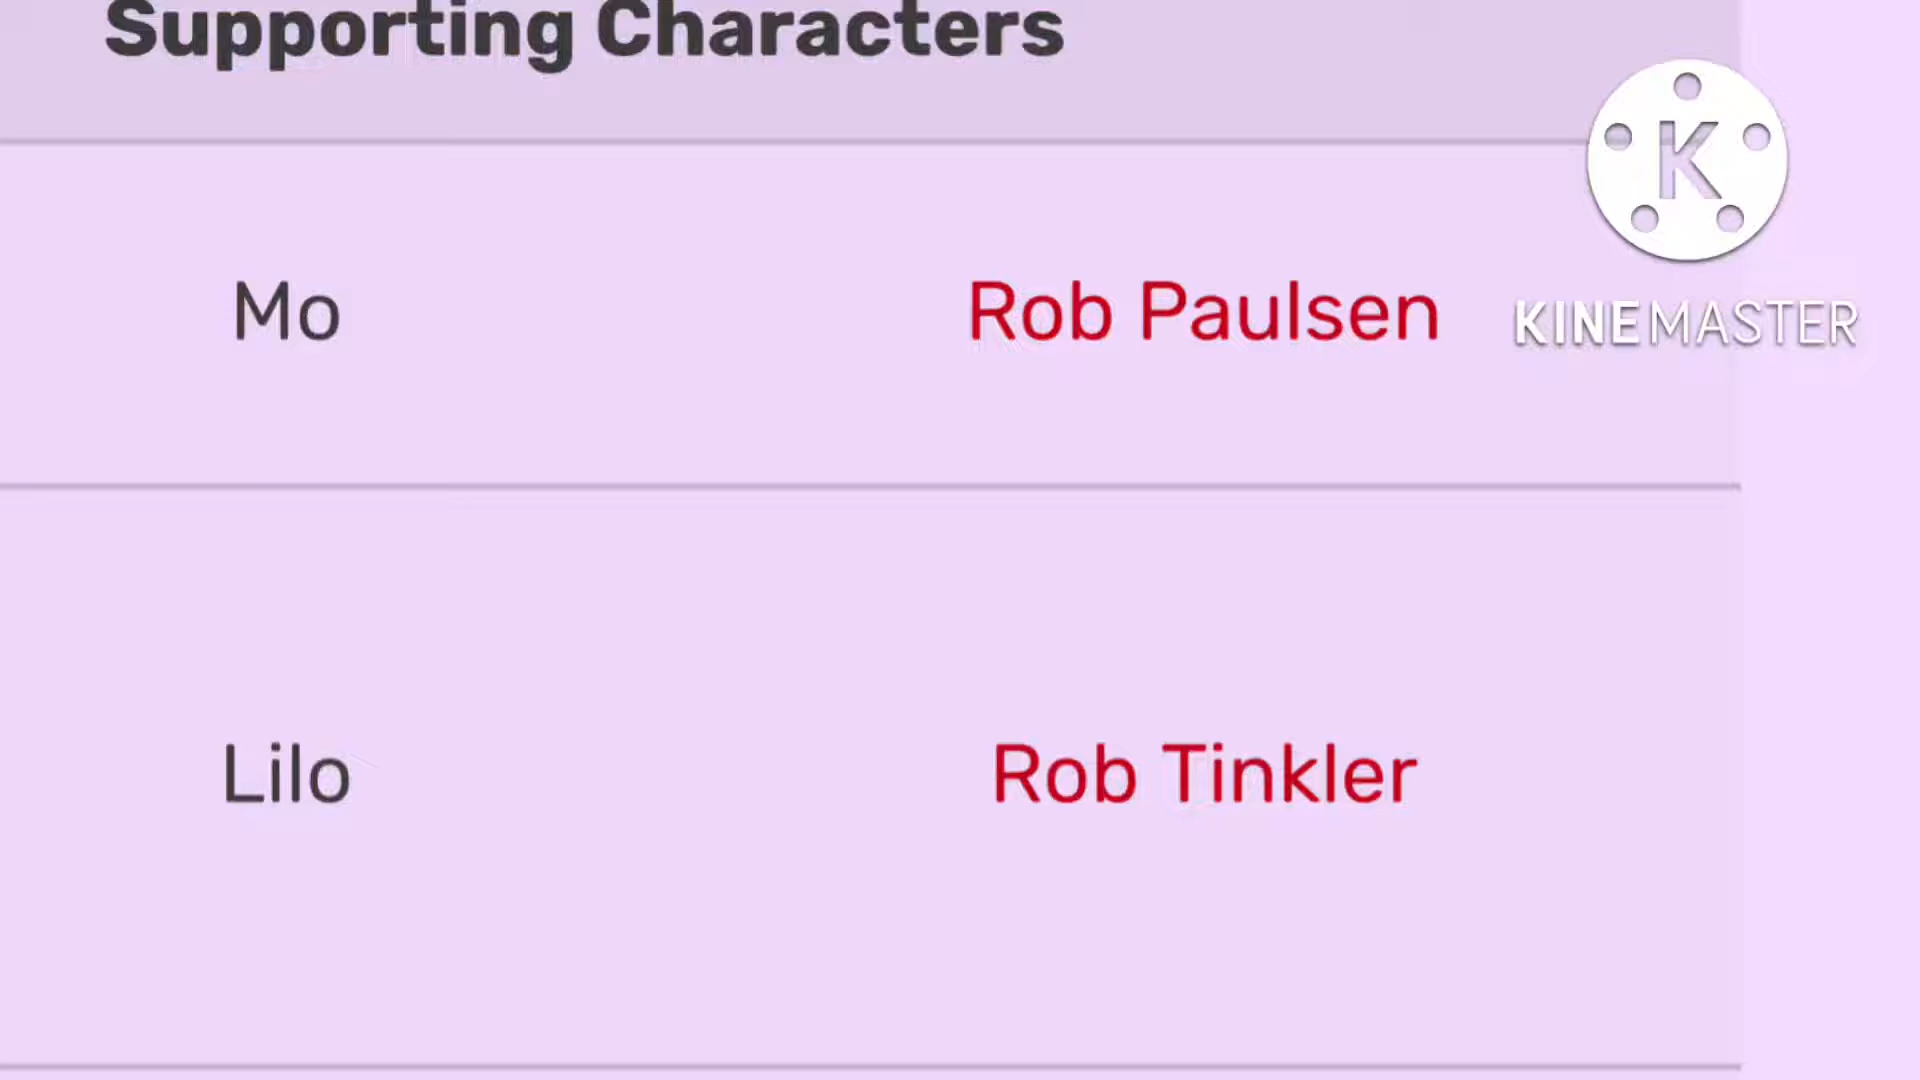 Supporting Characters
K
Mo Rob Paulsen
KINEMASTER
Lilo Rob Tinkler